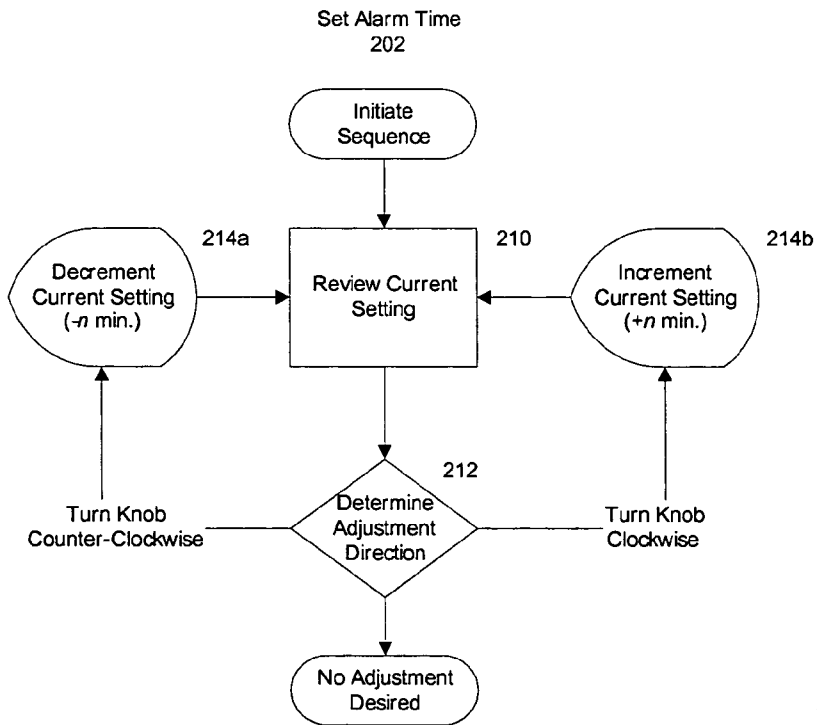 Set Alarm Time
202
Initiate
Sequence
214a
210
214b
Decrement
Current Setting
(-n min.)
Review Current
Setting
Increment
Current Setting
(+n min.)
212
Determine
Adjustment
Direction
Turn Knob
Counter-Clockwise
Turn Knob
Clockwise
No Adjustment
Desired